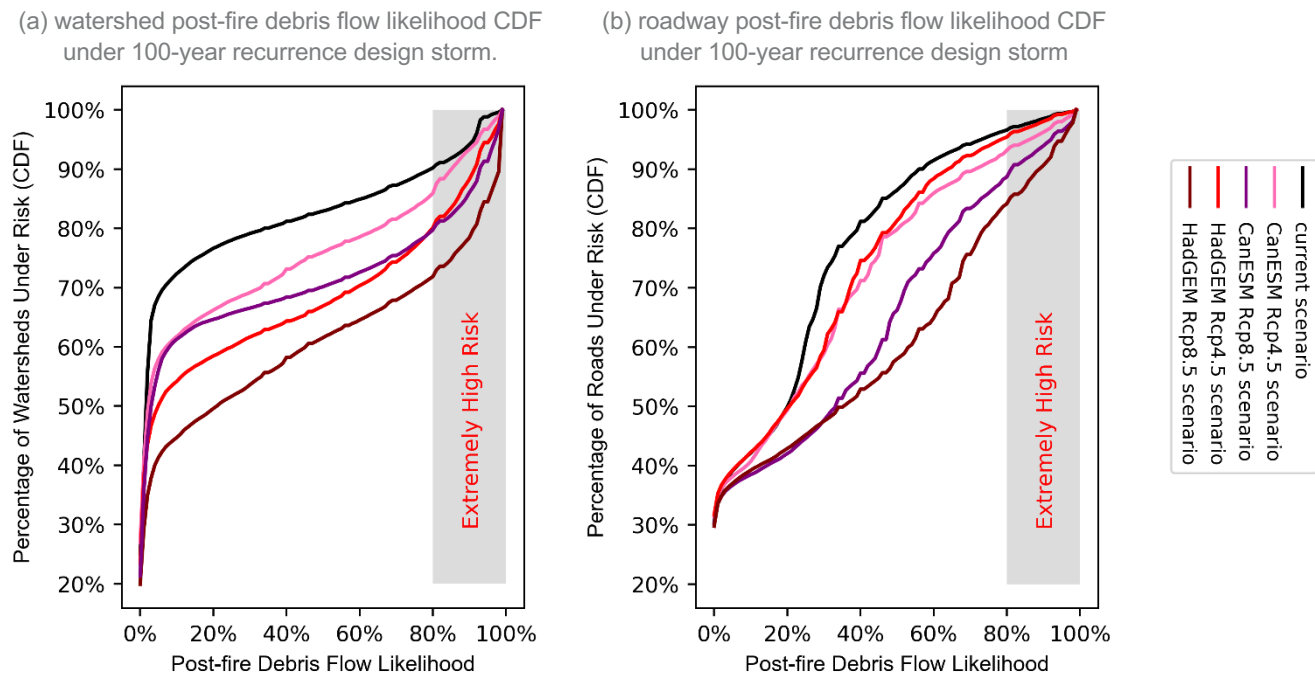 (a) watershed post-fire debris flow likelihood CDF
under 100-year recurrence design storm.
(b) roadway post-fire debris flow likelihood CDF
under 100-year recurrence design storm
Percentage of Watersheds Under Risk (CDF)
100%
90%
80%
70%
60%
50%
40%
30%
20%
Extremely High Risk
0%
20%
40%
60%
80%
100%
Post-fire Debris Flow Likelihood
Percentage of Roads Under Risk (CDF)
100%
90%
80%
70%
60%
50%
40%
30%
20%
Extremely High Risk
0%
20%
40%
60%
80%
100%
Post-fire Debris Flow Likelihood
current scenario
CanESM Rcp4.5 scenario
CanESM Rcp8.5 scenario
HadGEM Rcp4.5 scenario
HadGEM Rcp8.5 scenario